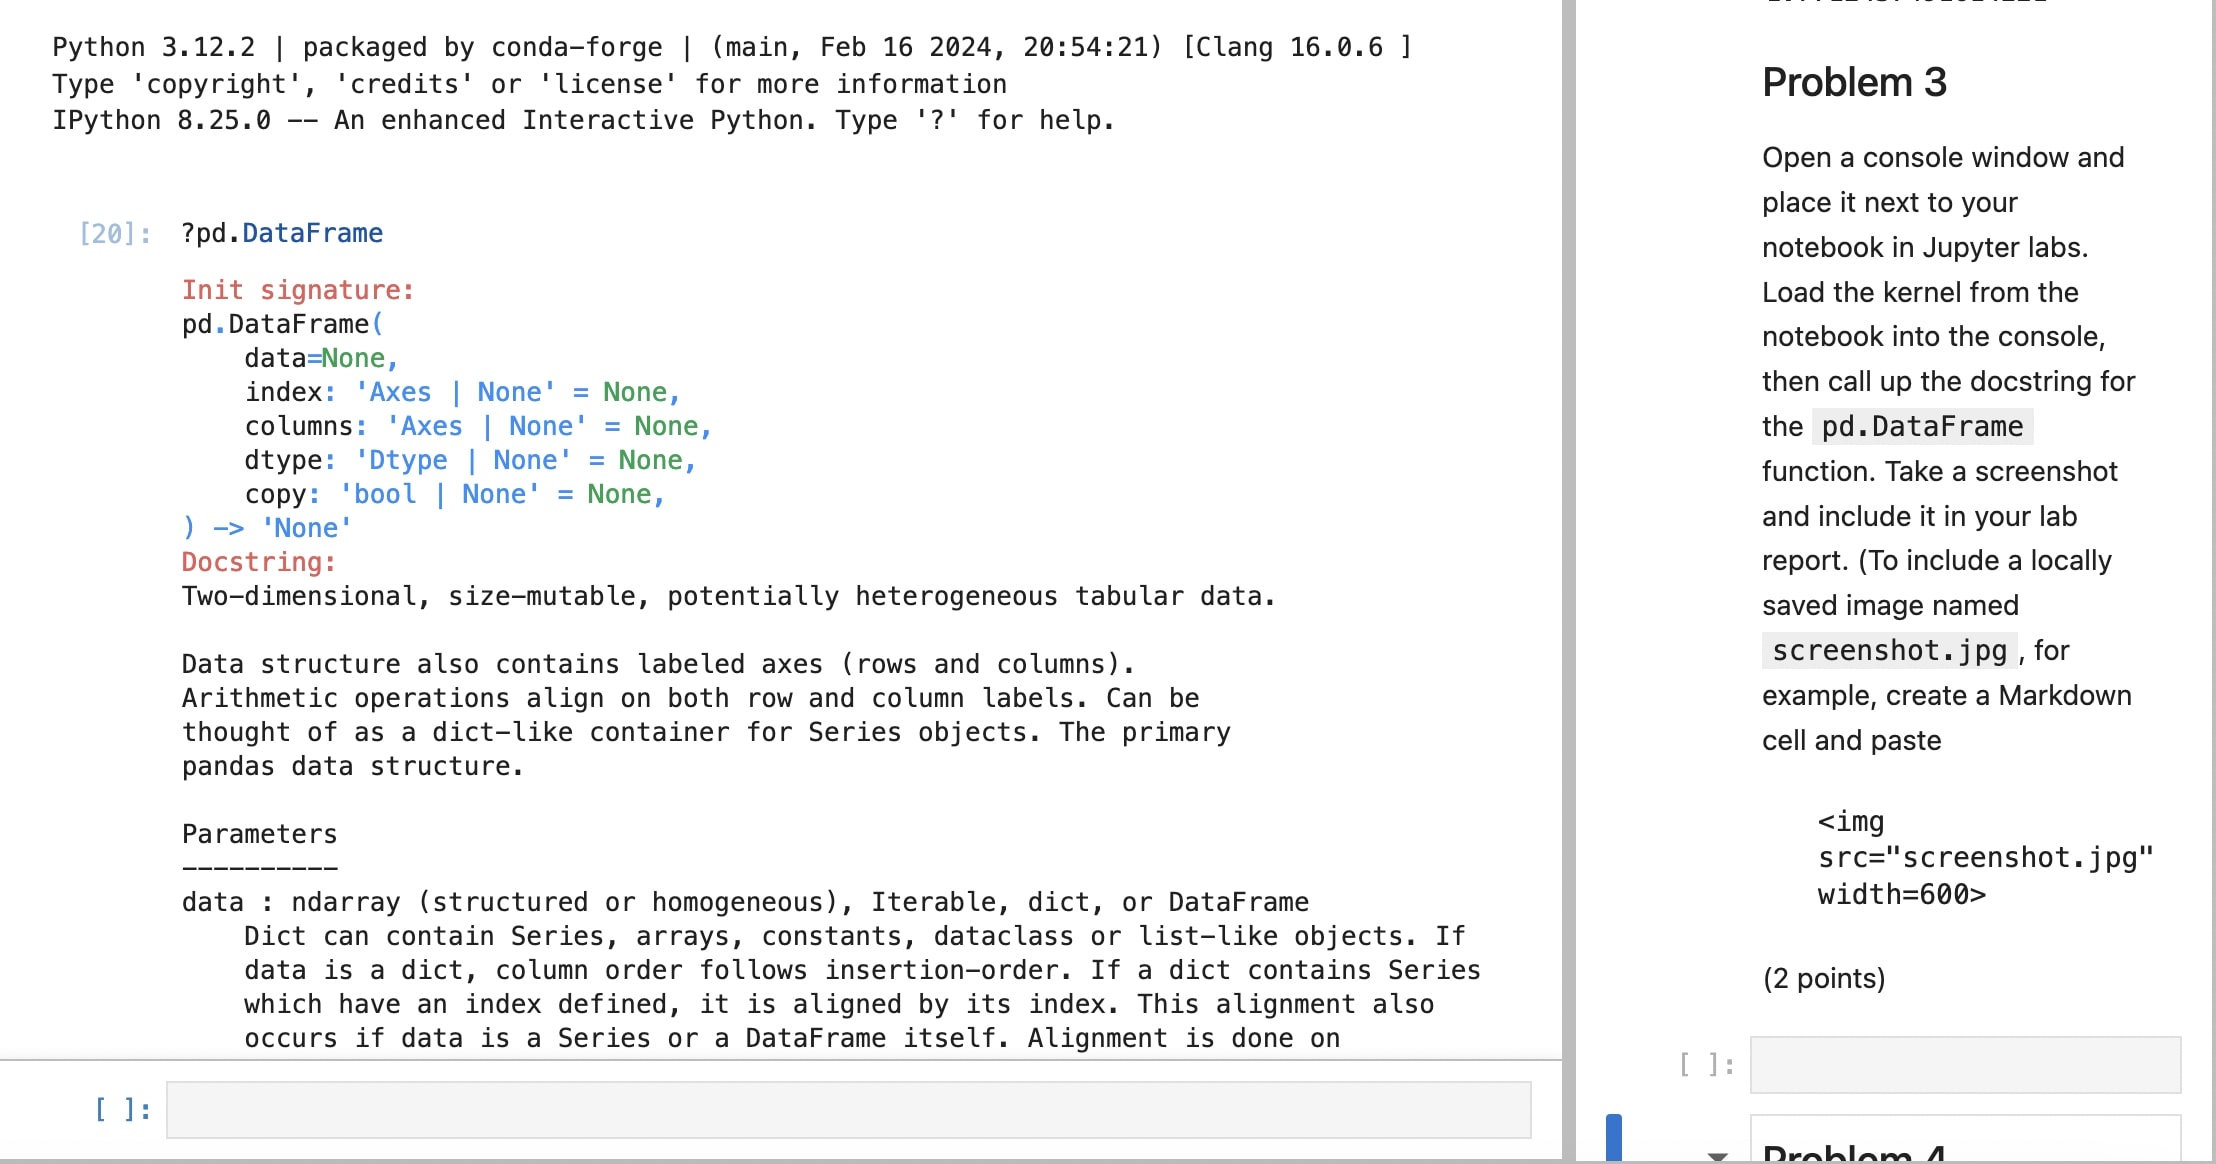 Python 3.12.2 | packaged by conda-forge | (main, Feb 16 2024, 20:54:21) [Clang 16.0.6 ]
Type 'copyright', 'credits' or 'license' for more information
IPython 8.25.0 -- An enhanced Interactive Python. Type '?' for help.
[20]: ?pd.DataFrame
Init signature:
pd.DataFrame(
    data=None,
    index: 'Axes | None' = None,
    columns: 'Axes | None' = None,
    dtype: 'Dtype | None' = None,
    copy: 'bool | None' = None,
) -> 'None'
Docstring:
Two-dimensional, size-mutable, potentially heterogeneous tabular data.
Data structure also contains labeled axes (rows and columns).
Arithmetic operations align on both row and column labels. Can be
thought of as a dict-like container for Series objects. The primary
pandas data structure.
Parameters
----------
data : ndarray (structured or homogeneous), Iterable, dict, or DataFrame
    Dict can contain Series, arrays, constants, dataclass or list-like objects. If
    data is a dict, column order follows insertion-order. If a dict contains Series
    which have an index defined, it is aligned by its index. This alignment also
    occurs if data is a Series or a DataFrame itself. Alignment is done on
[ ]:
Problem 3
Open a console window and
place it next to your
notebook in Jupyter labs.
Load the kernel from the
notebook into the console,
then call up the docstring for
the pd.DataFrame
function. Take a screenshot
and include it in your lab
report. (To include a locally
saved image named
screenshot.jpg , for
example, create a Markdown
cell and paste
<img
src="screenshot.jpg"
width=600>
(2 points)
[ ]:
Problem 4